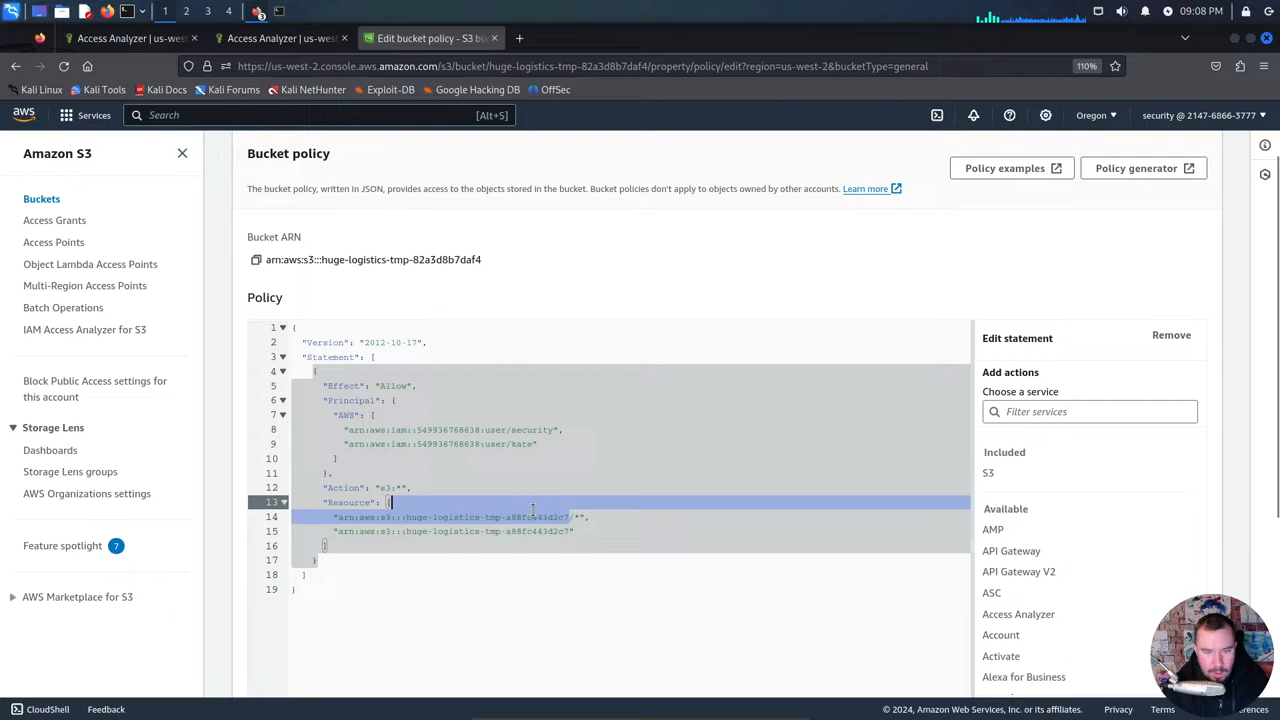 1
2
3
4
09:08 PM
Access Analyzer | us-west
Access Analyzer | us-west
Edit bucket policy - S3 bu
https://us-west-2.console.aws.amazon.com/s3/bucket/huge-logistics-tmp-82a3d8b7daf4/property/policy/edit?region=us-west-2&bucketType=general
110%
Kali Linux
Kali Tools
Kali Docs
Kali Forums
Kali NetHunter
Exploit-DB
Google Hacking DB
OffSec
aws
Services
Search
[Alt+S]
Oregon
security @ 2147-6866-3777
Amazon S3
Buckets
Access Grants
Access Points
Object Lambda Access Points
Multi-Region Access Points
Batch Operations
IAM Access Analyzer for S3
Block Public Access settings for
this account
Storage Lens
Dashboards
Storage Lens groups
AWS Organizations settings
Feature spotlight 7
AWS Marketplace for S3
Bucket policy
Policy examples
Policy generator
The bucket policy, written in JSON, provides access to the objects stored in the bucket. Bucket policies don't apply to objects owned by other accounts. Learn more
Bucket ARN
arn:aws:s3:::huge-logistics-tmp-82a3d8b7daf4
Policy
1 {
2 "Version": "2012-10-17",
3 "Statement": [
4 {
5 "Effect": "Allow",
6 "Principal": {
7 "AWS": [
8 "arn:aws:iam::549936768638:user/security",
9 "arn:aws:iam::549936768638:user/kate"
10 ]
11 },
12 "Action": "s3:*",
13 "Resource": [
14 "arn:aws:s3:::huge-logistics-tmp-a88fc443d2c7/*",
15 "arn:aws:s3:::huge-logistics-tmp-a88fc443d2c7"
16 ]
17 }
18 ]
19 }
Edit statement
Remove
Add actions
Choose a service
Filter services
Included
S3
Available
AMP
API Gateway
API Gateway V2
ASC
Access Analyzer
Account
Activate
Alexa for Business
CloudShell
Feedback
© 2024, Amazon Web Services, Inc. or its affiliates.
Privacy
Terms